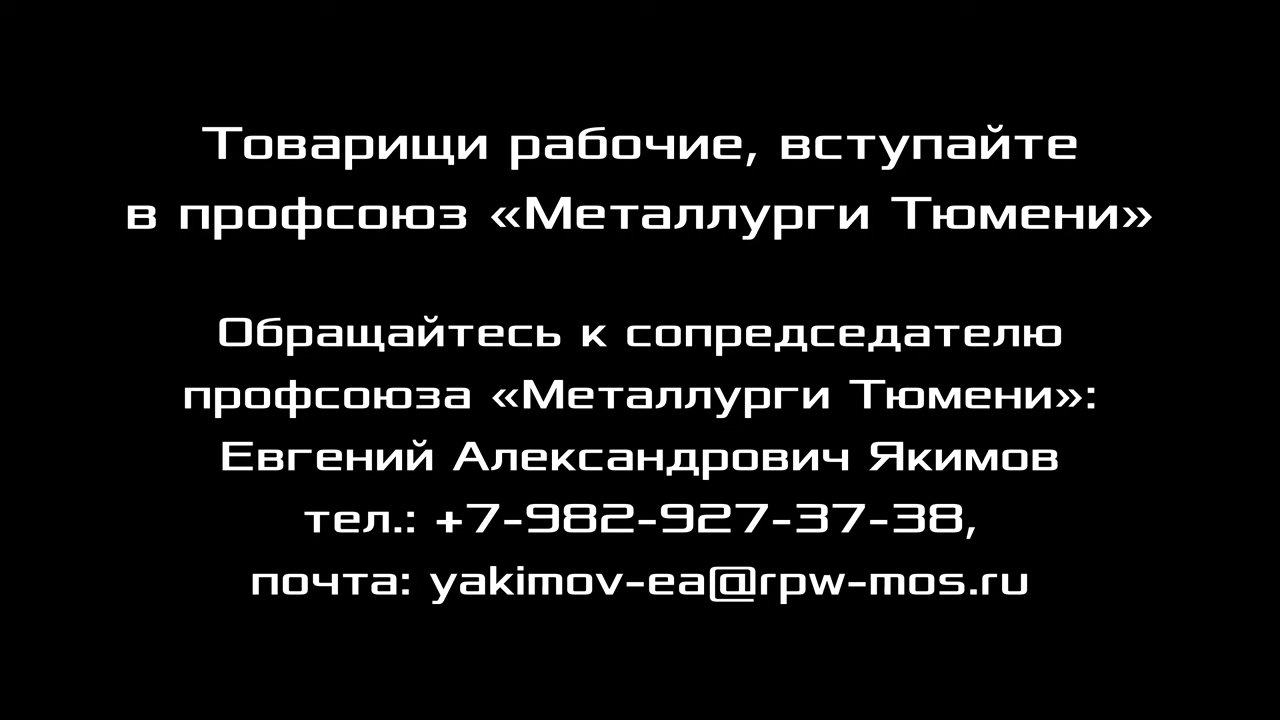 Товарищи рабочие, вступайте
в профсоюз «Металлурги Тюмени»
Обращайтесь к сопредседателю
профсоюза «Металлурги Тюмени»:
Евгений Александрович Якимов
тел.: +7-982-927-37-38,
почта: yakimov-ea@rpw-mos.ru